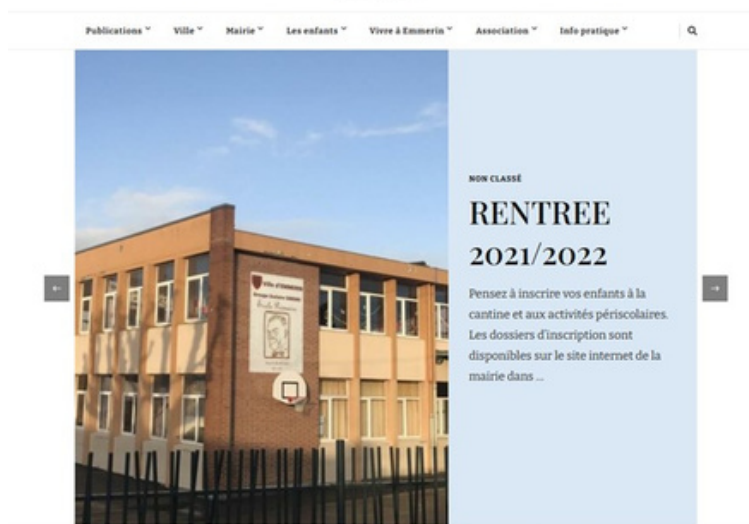 Publications
Ville
Mairie
Les enfants
Vivre à Emmerin
Association
Info pratique
Ville d'EMMERIN
NON CLASSÉ
RENTREE
2021/2022
Pensez à inscrire vos enfants à la
cantine et aux activités périscolaires.
Les dossiers d'inscription sont
disponibles sur le site internet de la
mairie dans ...